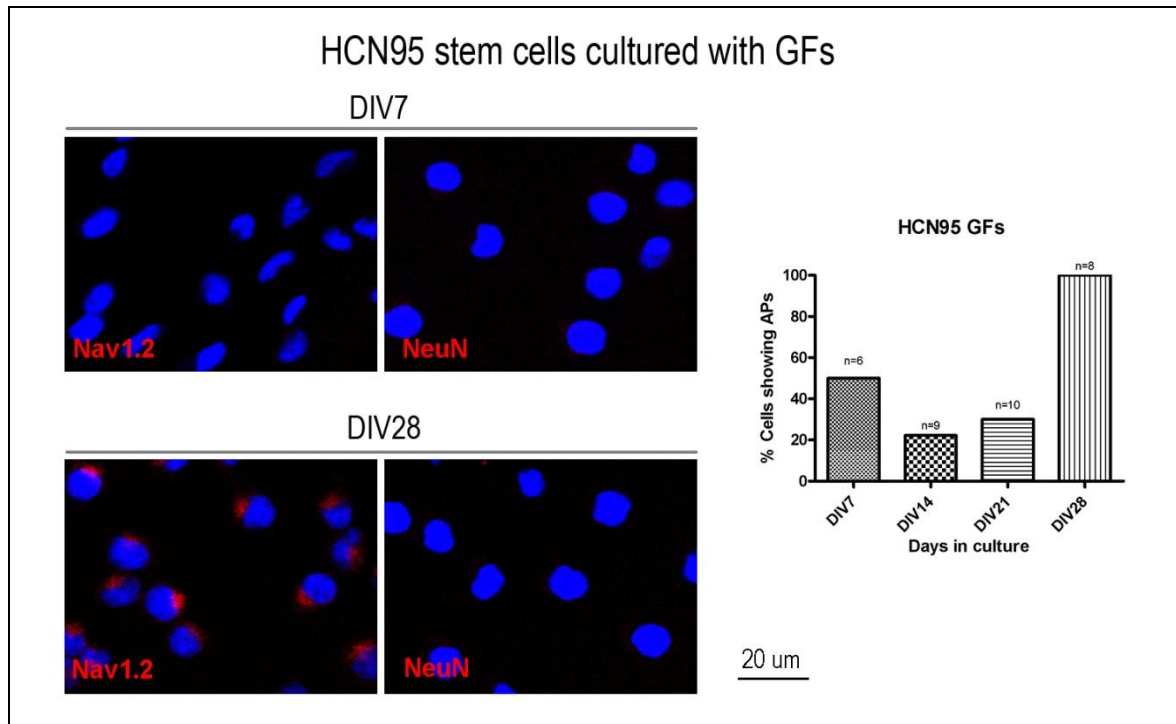 HCN95 stem cells cultured with GFs
DIV7
Nav1.2
NeuN
DIV28
Nav1.2
NeuN
HCN95 GFs
% Cells showing APs
100
80
60
40
20
0
n=6
n=9
n=10
n=8
DIV7
DIV14
DIV21
DIV28
Days in culture
20 um